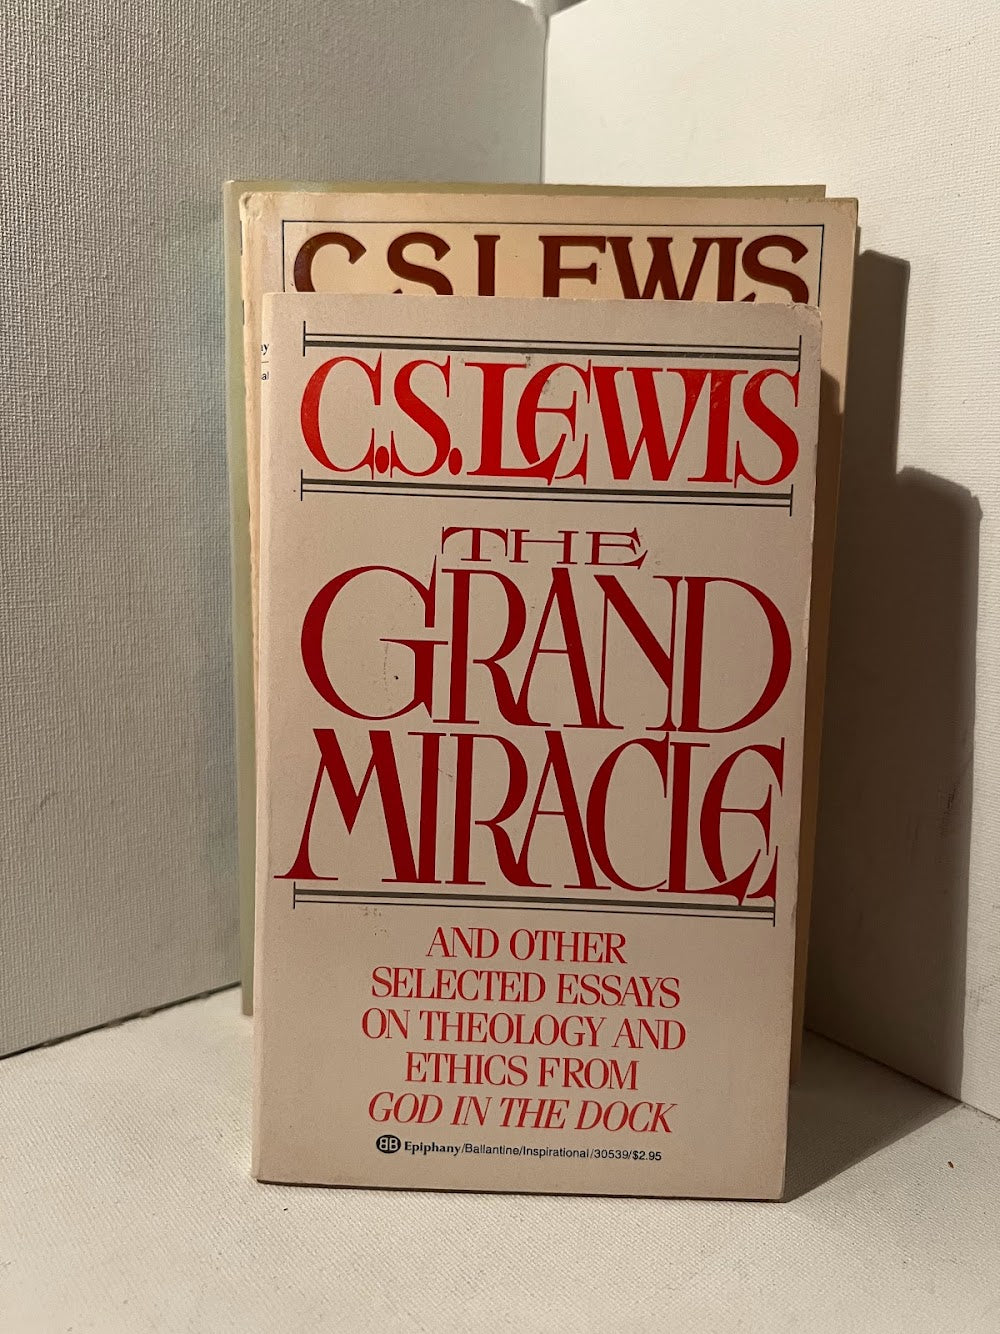 C.S. LEWIS
C.S. LEWIS
THE
GRAND
MIRACLE
AND OTHER
SELECTED ESSAYS
ON THEOLOGY AND
ETHICS FROM
GOD IN THE DOCK
BB Epiphany/Ballantine/Inspirational/30539/$2.95